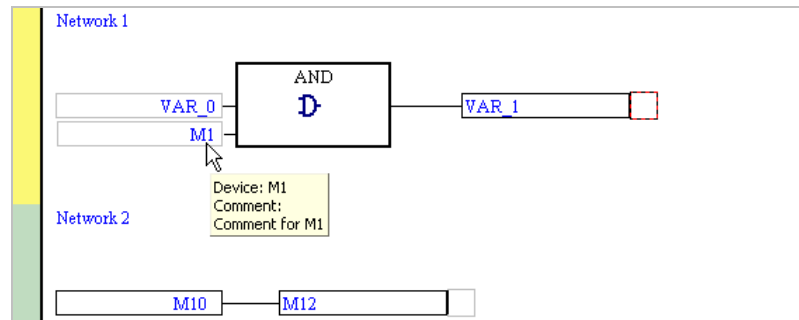 Network 1
AND
VAR_0
VAR_1
M1
Device: M1
Comment:
Comment for M1
Network 2
M10
M12